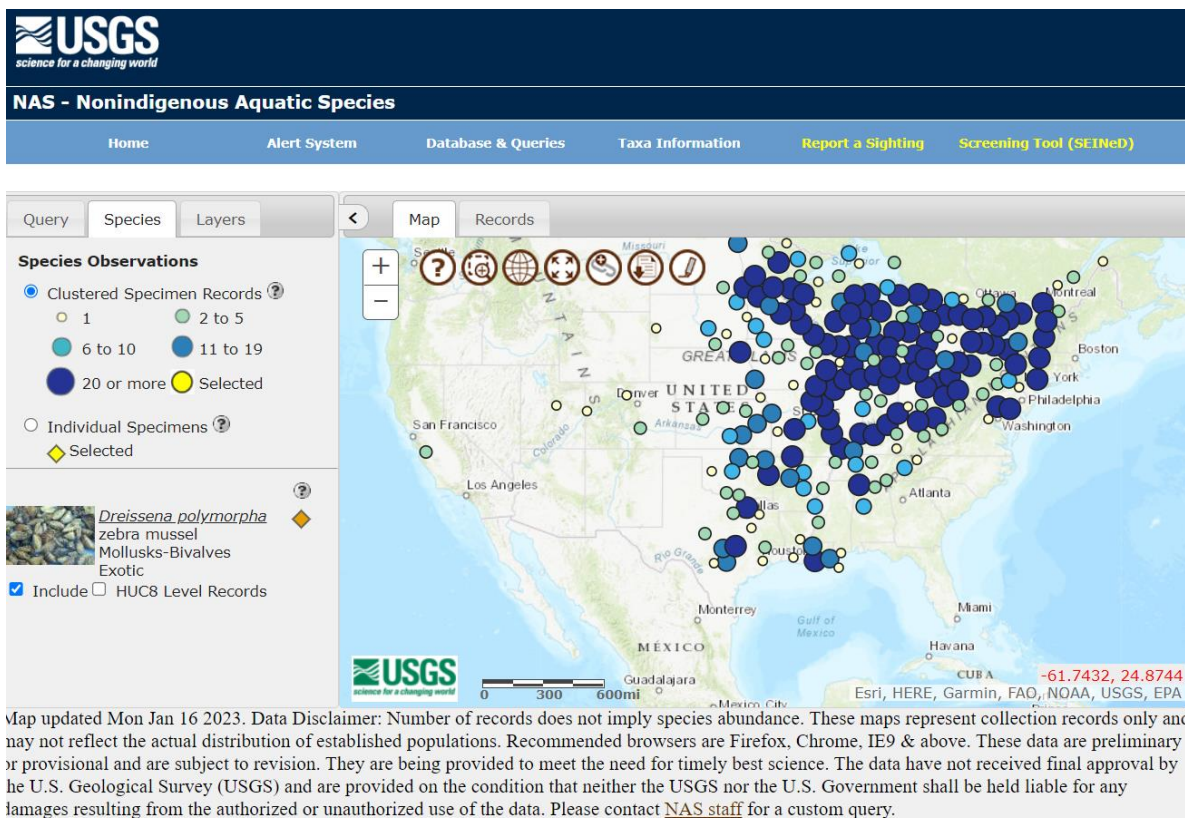 USGS
science for a changing world
NAS - Nonindigenous Aquatic Species
Home Alert System Database & Queries Taxa Information Report a Sighting Screening Tool (SEINeD)
Query Species Layers < Map Records
Species Observations
Clustered Specimen Records ?
1 2 to 5
6 to 10 11 to 19
20 or more Selected
Individual Specimens ?
Selected
?
Dreissena polymorpha
zebra mussel
Mollusks-Bivalves
Exotic
Include HUC8 Level Records
+
−
?
Missouri
Superior
Ottawa
Montreal
Boston
GREAT
York
Philadelphia
Washington
Denver
UNITED
STATES
San Francisco
Colorado
Arkansas
Los Angeles
Atlanta
Rio Grande
Monterrey
Gulf of
Mexico
Miami
MÉXICO
Havana
CUBA
Guadalajara
Mexico City
USGS
science for a changing world
0 300 600mi
-61.7432, 24.8744
Esri, HERE, Garmin, FAO, NOAA, USGS, EPA
Map updated Mon Jan 16 2023. Data Disclaimer: Number of records does not imply species abundance. These maps represent collection records only and
may not reflect the actual distribution of established populations. Recommended browsers are Firefox, Chrome, IE9 & above. These data are preliminary
or provisional and are subject to revision. They are being provided to meet the need for timely best science. The data have not received final approval by
the U.S. Geological Survey (USGS) and are provided on the condition that neither the USGS nor the U.S. Government shall be held liable for any
damages resulting from the authorized or unauthorized use of the data. Please contact NAS staff for a custom query.